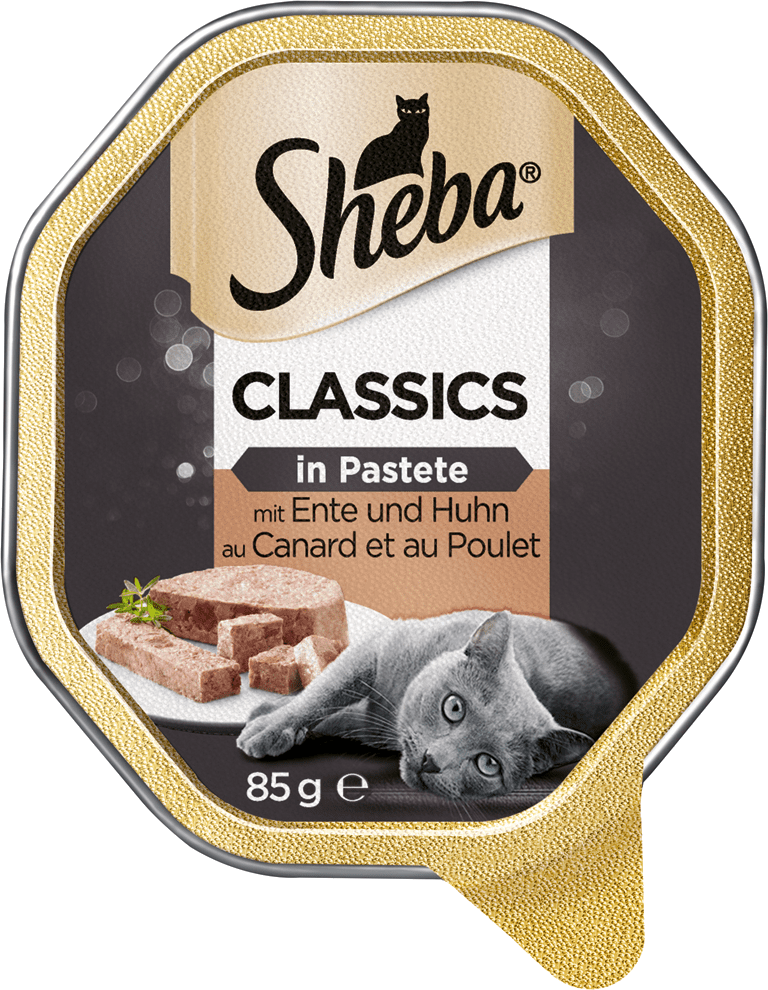 Sheba®
CLASSICS
in Pastete
mit Ente und Huhn
au Canard et au Poulet
85 g ℮